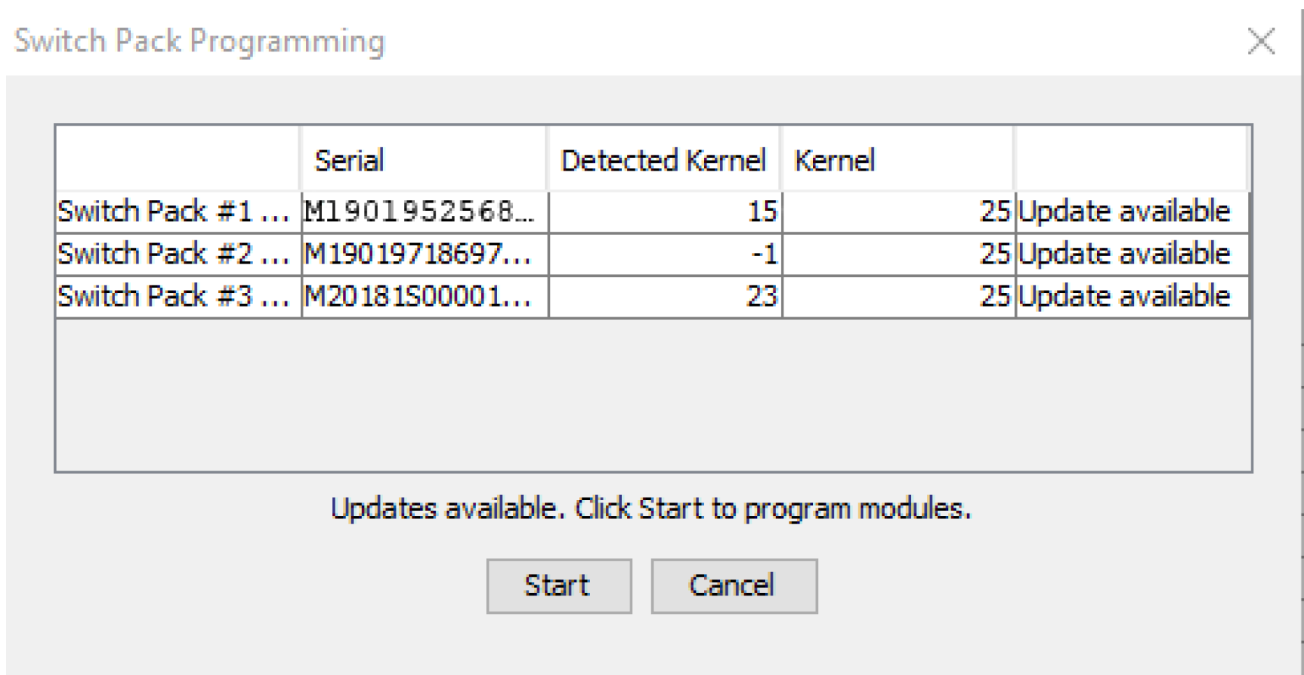 Switch Pack Programming
Serial Detected Kernel Kernel
Switch Pack #1 ... M1901952568... 15 25 Update available
Switch Pack #2 ... M19019718697... -1 25 Update available
Switch Pack #3 ... M20181S00001... 23 25 Update available
Updates available. Click Start to program modules.
Start Cancel